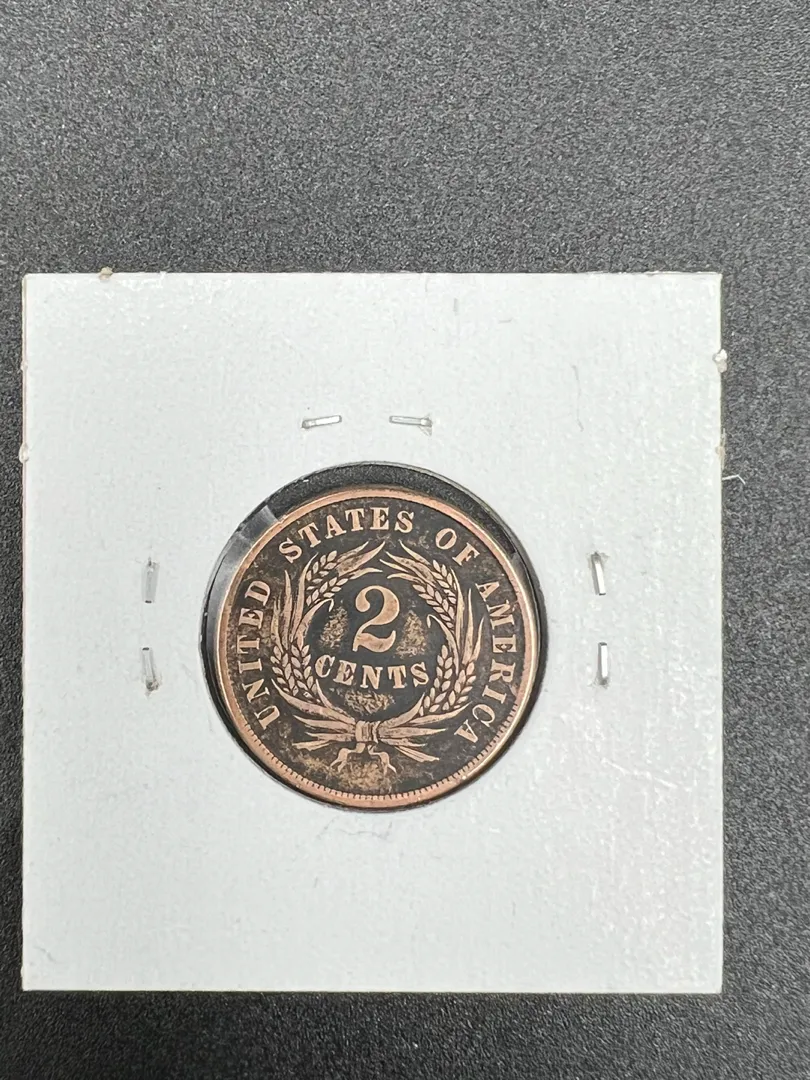 UNITED STATES OF AMERICA
2
CENTS